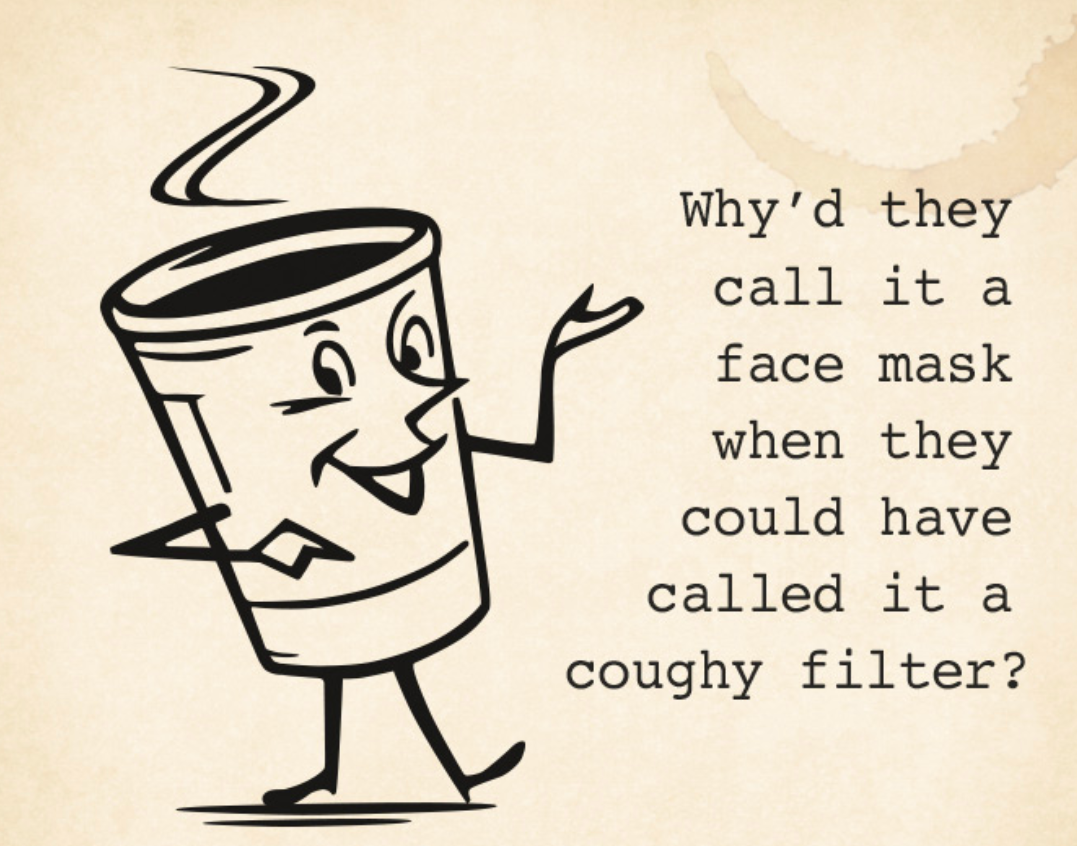 Why’d they
call it a
face mask
when they
could have
called it a
coughy filter?